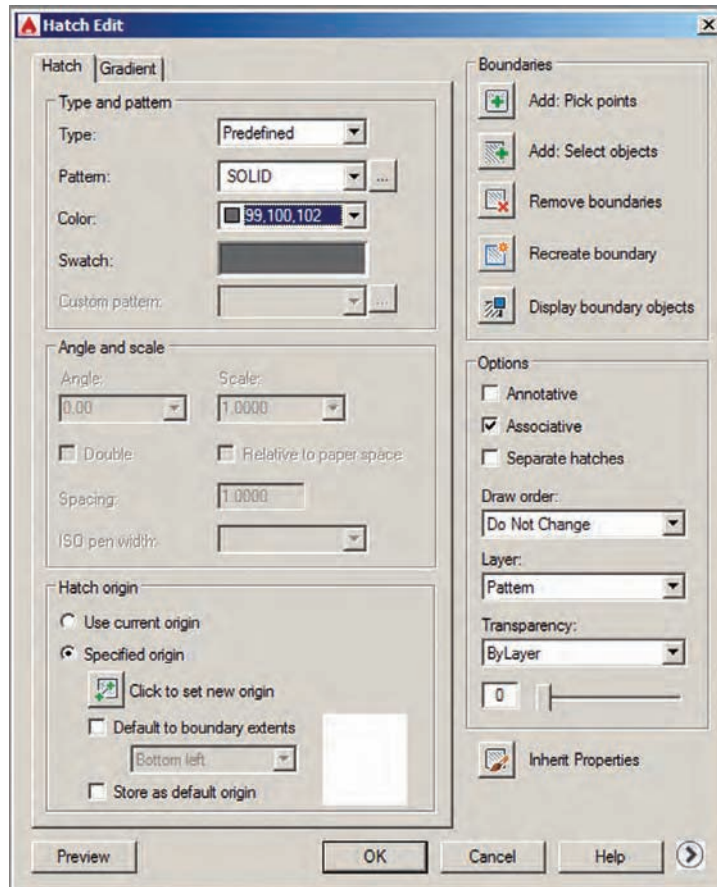 Hatch Edit
Hatch
Gradient
Type and pattern
Type:
Predefined
Pattern:
SOLID
...
Color:
99,100,102
Swatch:
Custom pattern:
...
Angle and scale
Angle:
Scale:
0.00
1.0000
Double
Relative to paper space
Spacing:
1.0000
ISO pen width:
Hatch origin
Use current origin
Specified origin
Click to set new origin
Default to boundary extents
Bottom left
Store as default origin
Boundaries
Add: Pick points
Add: Select objects
Remove boundaries
Recreate boundary
Display boundary objects
Options
Annotative
Associative
Separate hatches
Draw order:
Do Not Change
Layer:
Pattern
Transparency:
ByLayer
0
Inherit Properties
Preview
OK
Cancel
Help